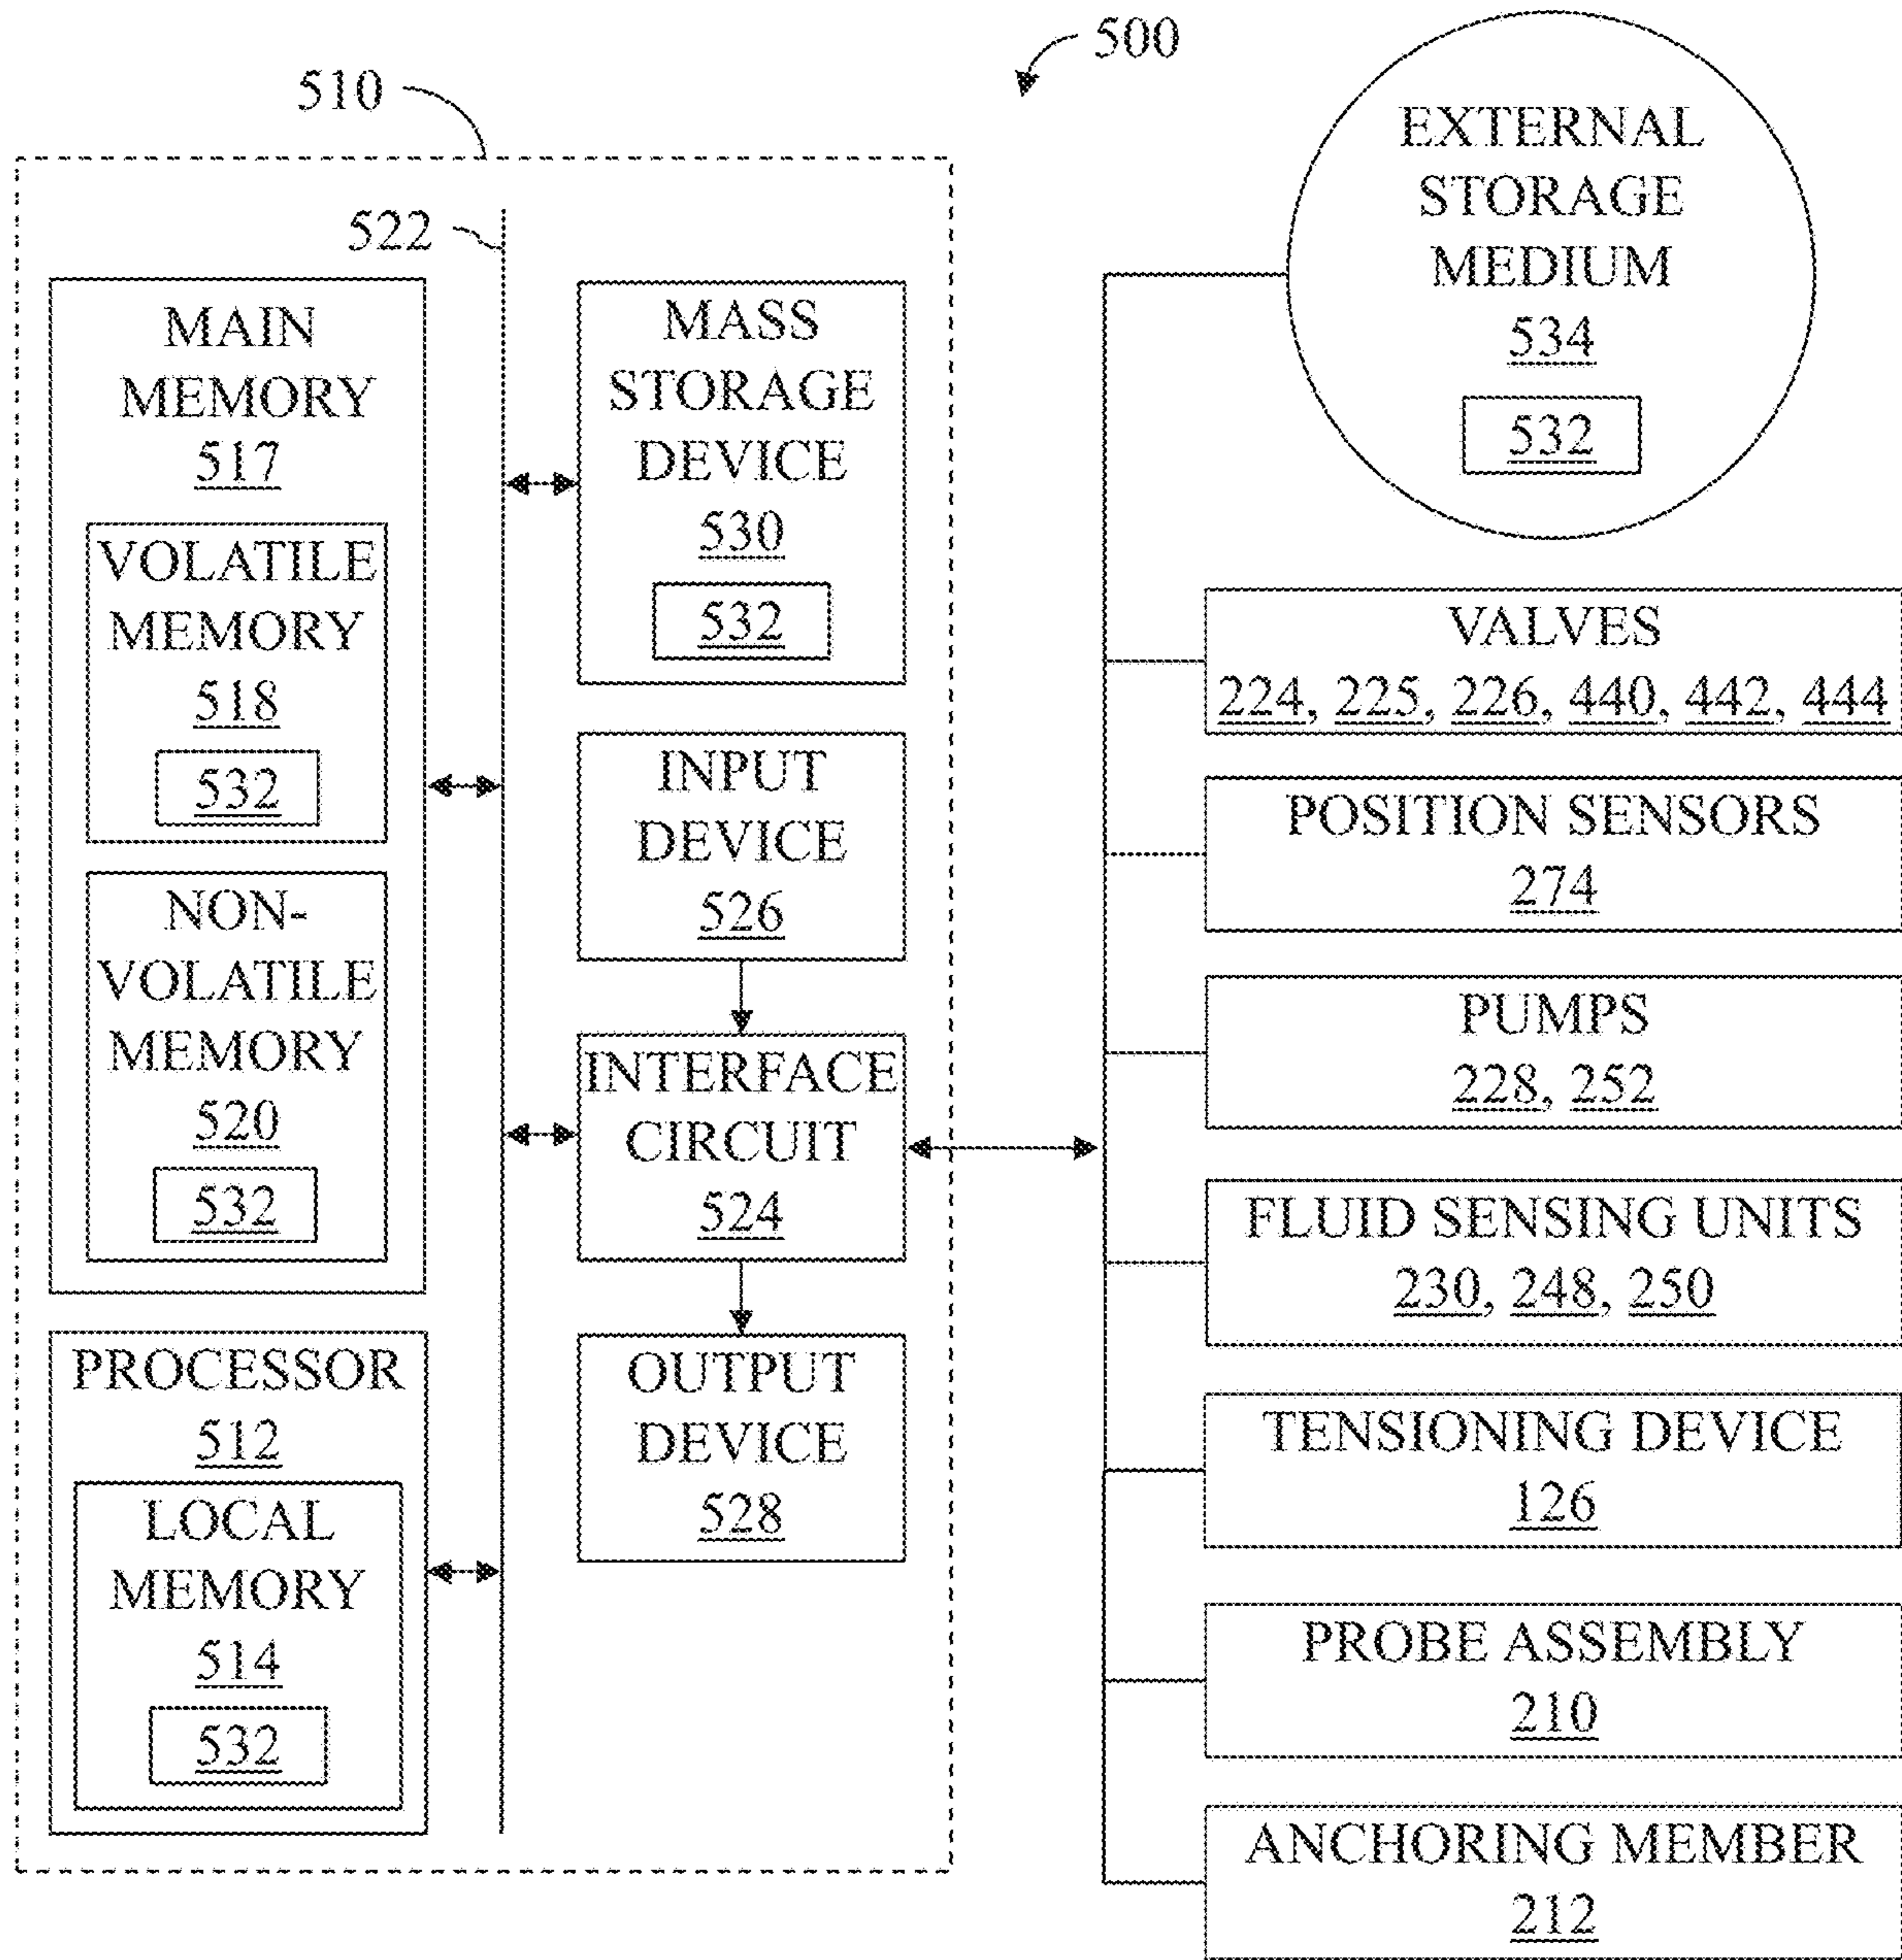 500
510
522
MAIN
MEMORY
517
VOLATILE
MEMORY
518
532
NON-
VOLATILE
MEMORY
520
532
PROCESSOR
512
LOCAL
MEMORY
514
532
MASS
STORAGE
DEVICE
530
532
INPUT
DEVICE
526
INTERFACE
CIRCUIT
524
OUTPUT
DEVICE
528
EXTERNAL
STORAGE
MEDIUM
534
532
VALVES
224, 225, 226, 440, 442, 444
POSITION SENSORS
274
PUMPS
228, 252
FLUID SENSING UNITS
230, 248, 250
TENSIONING DEVICE
126
PROBE ASSEMBLY
210
ANCHORING MEMBER
212